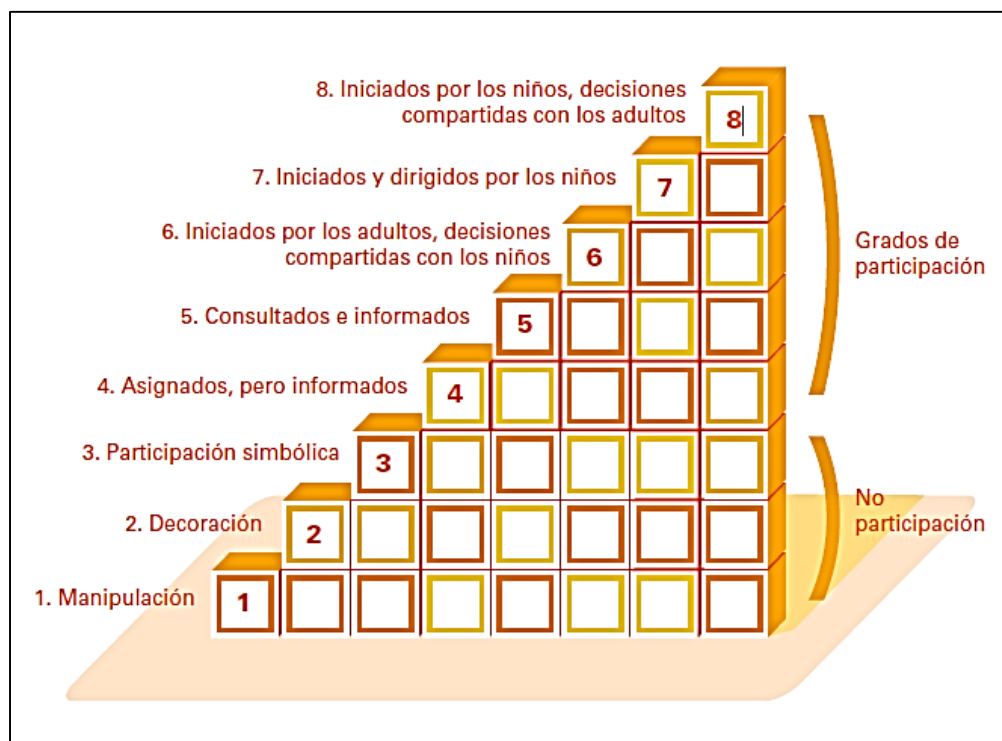 8. Iniciados por los niños, decisiones
compartidas con los adultos
8
7. Iniciados y dirigidos por los niños
7
6. Iniciados por los adultos, decisiones
compartidas con los niños
6
Grados de
participación
5. Consultados e informados
5
4. Asignados, pero informados
4
3. Participación simbólica
3
2. Decoración
2
No
participación
1. Manipulación
1